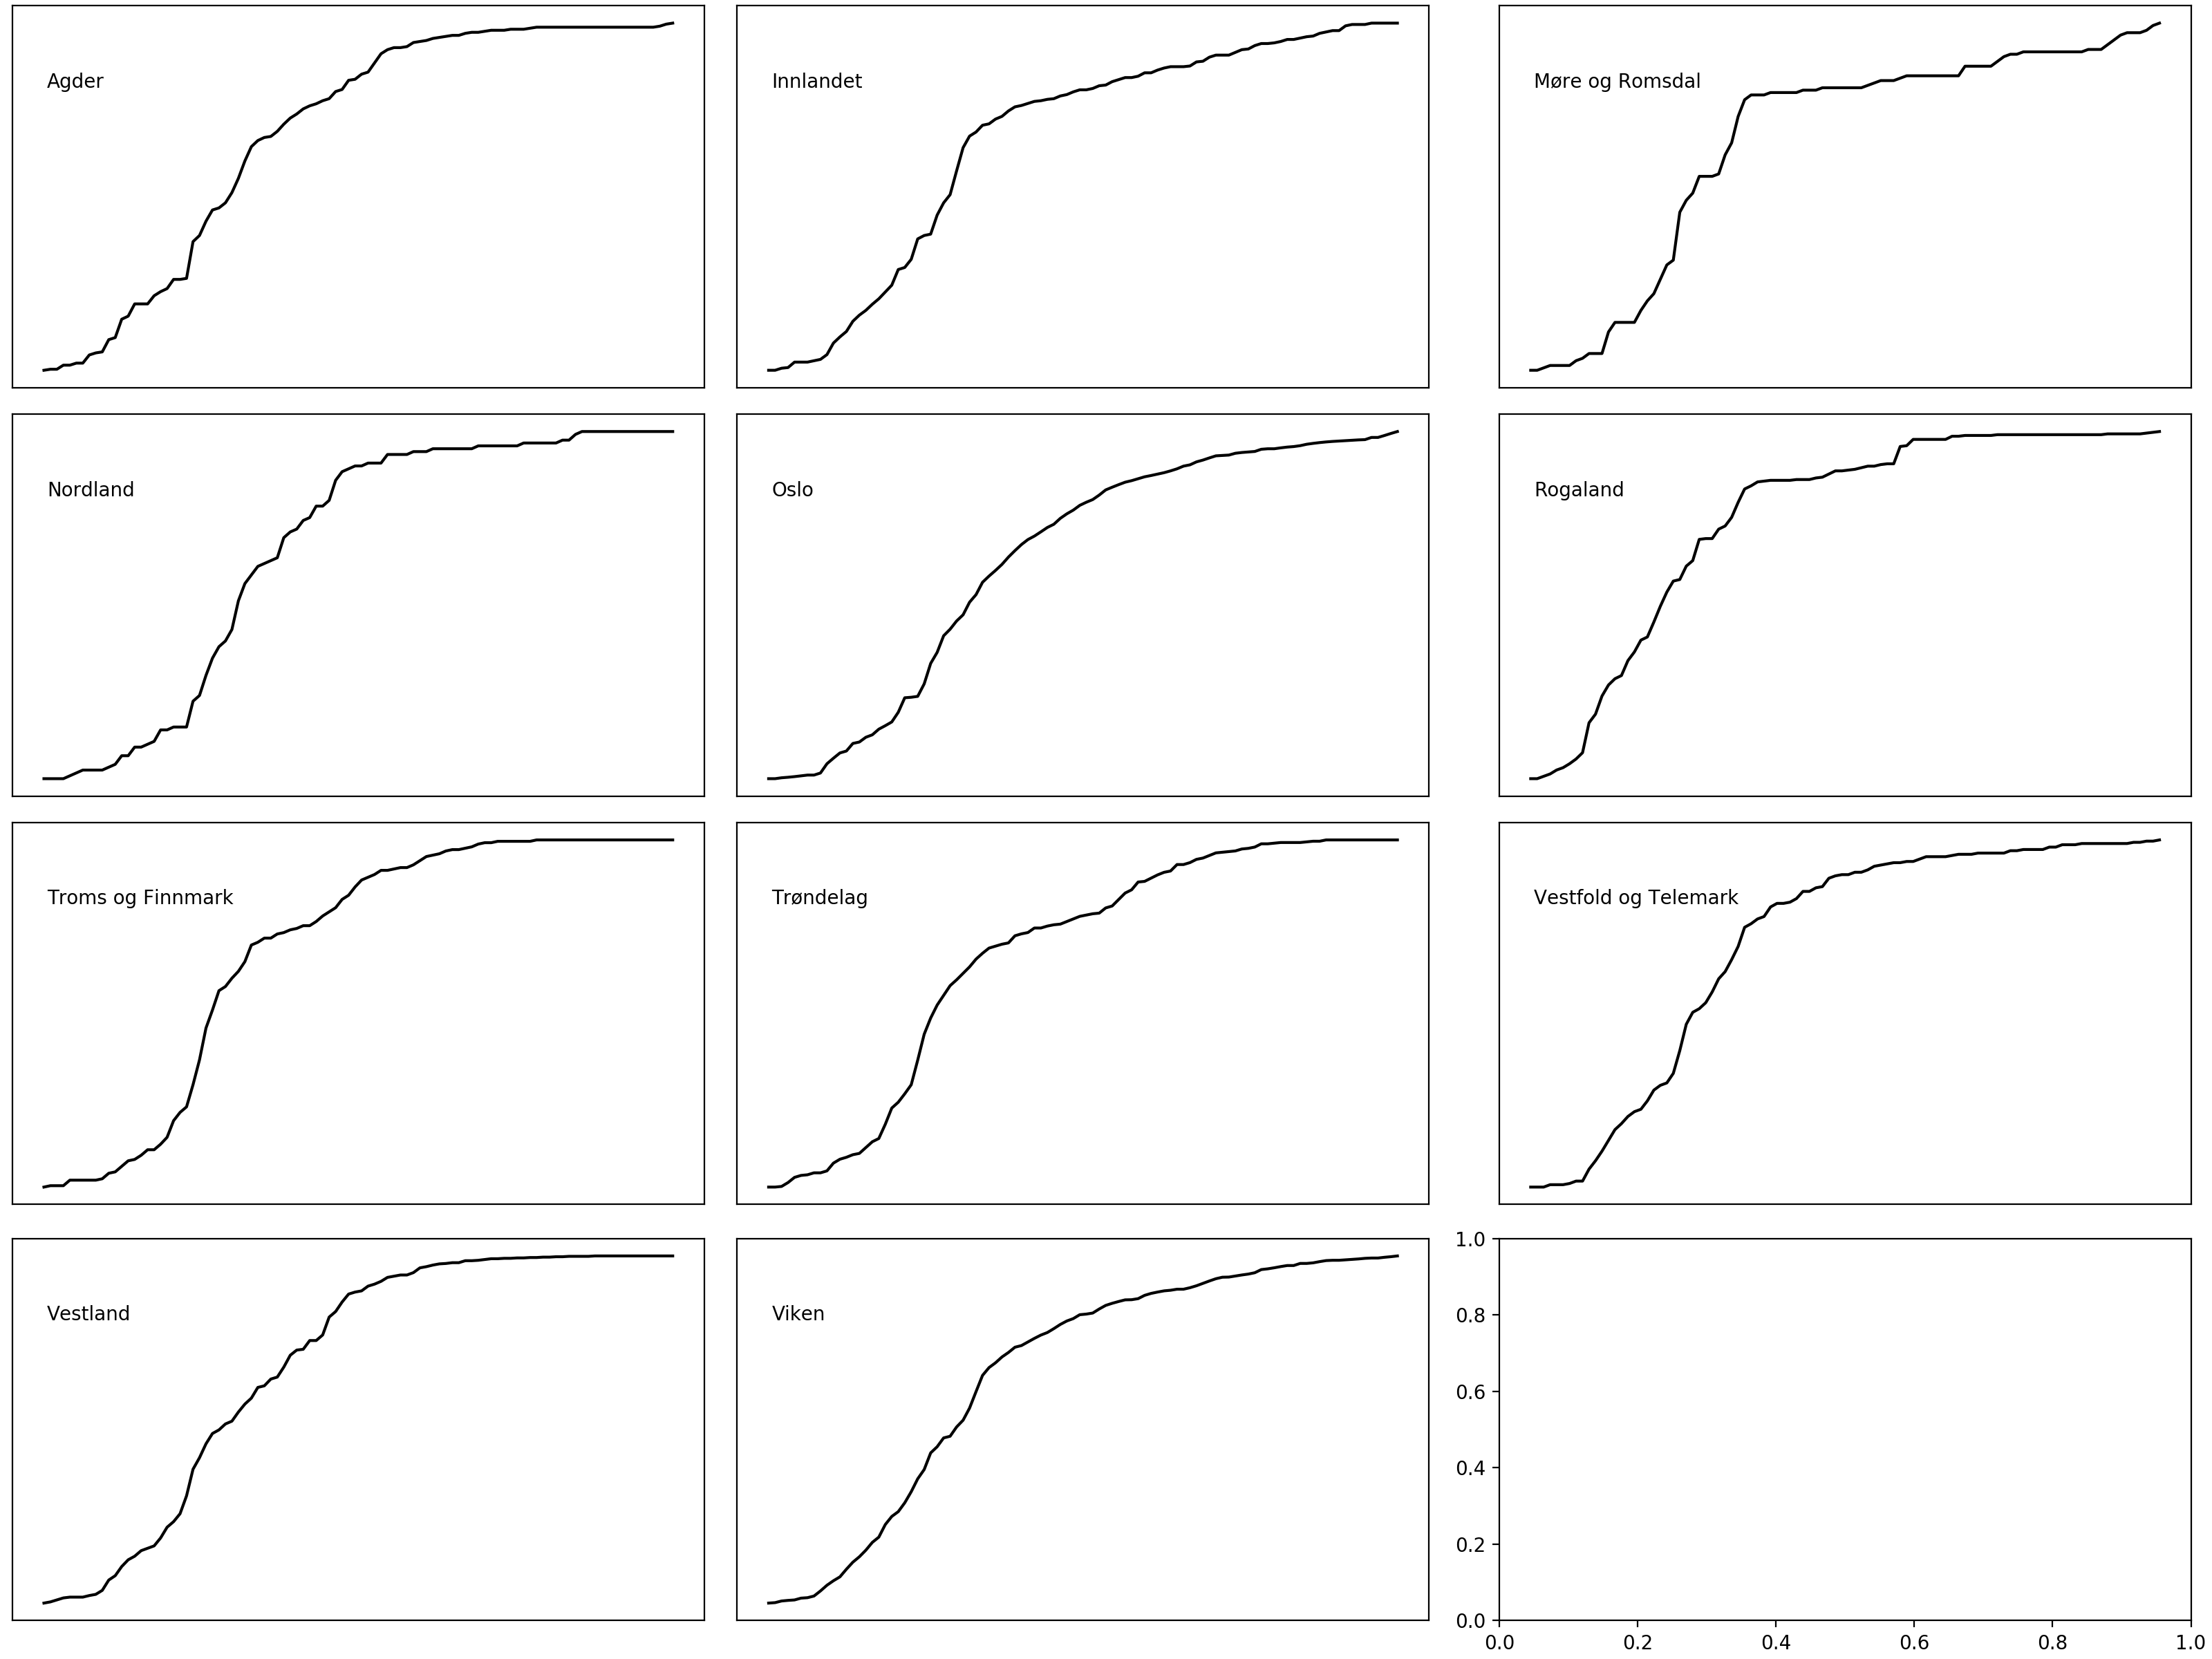 Agder
Innlandet
Møre og Romsdal
Nordland
Oslo
Rogaland
Troms og Finnmark
Trøndelag
Vestfold og Telemark
Vestland
Viken
1.0
0.8
0.6
0.4
0.2
0.0
0.0 0.2 0.4 0.6 0.8 1.0